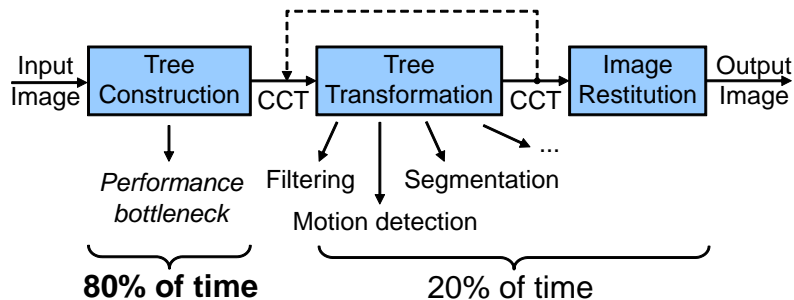 Input
Image
Tree
Construction
CCT
Tree
Transformation
CCT
Image
Restitution
Output
Image
Performance
bottleneck
Filtering
Motion detection
Segmentation
...
80% of time
20% of time